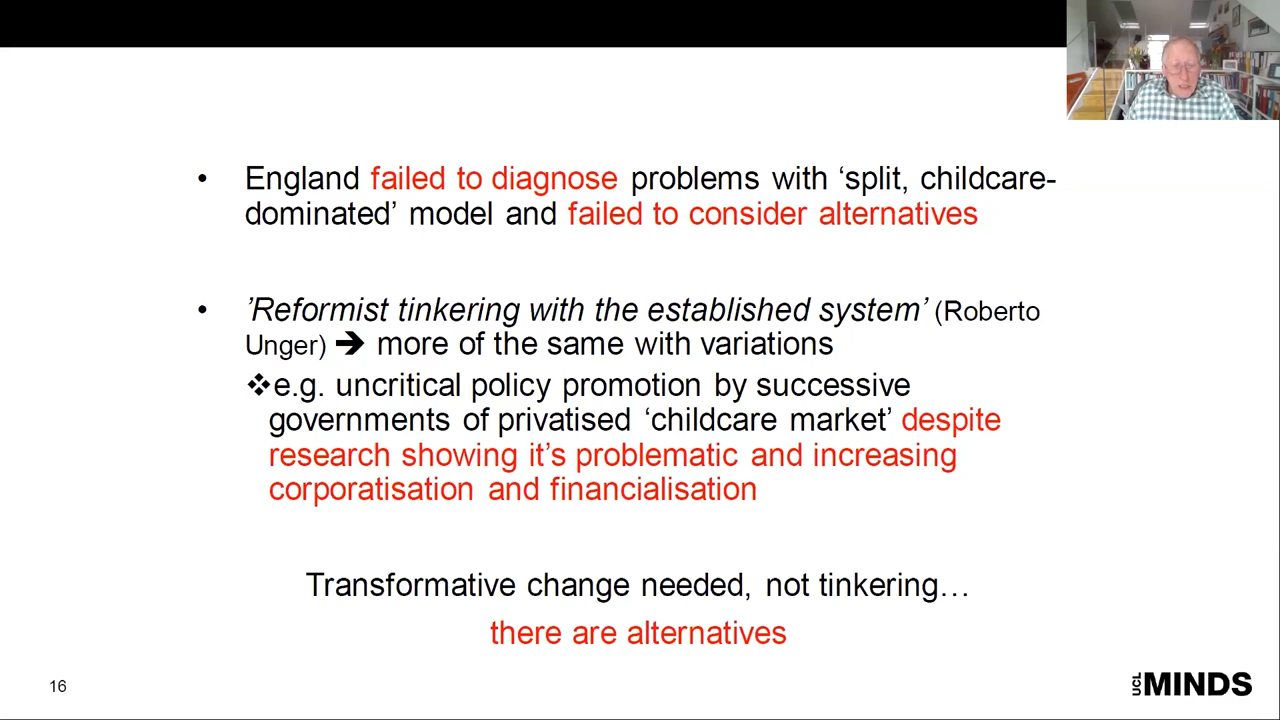 • England failed to diagnose problems with ‘split, childcare-
dominated’ model and failed to consider alternatives
• ’Reformist tinkering with the established system’ (Roberto
Unger) ➔ more of the same with variations
❖e.g. uncritical policy promotion by successive
governments of privatised ‘childcare market’ despite
research showing it’s problematic and increasing
corporatisation and financialisation
Transformative change needed, not tinkering…
there are alternatives
16
UCL MINDS